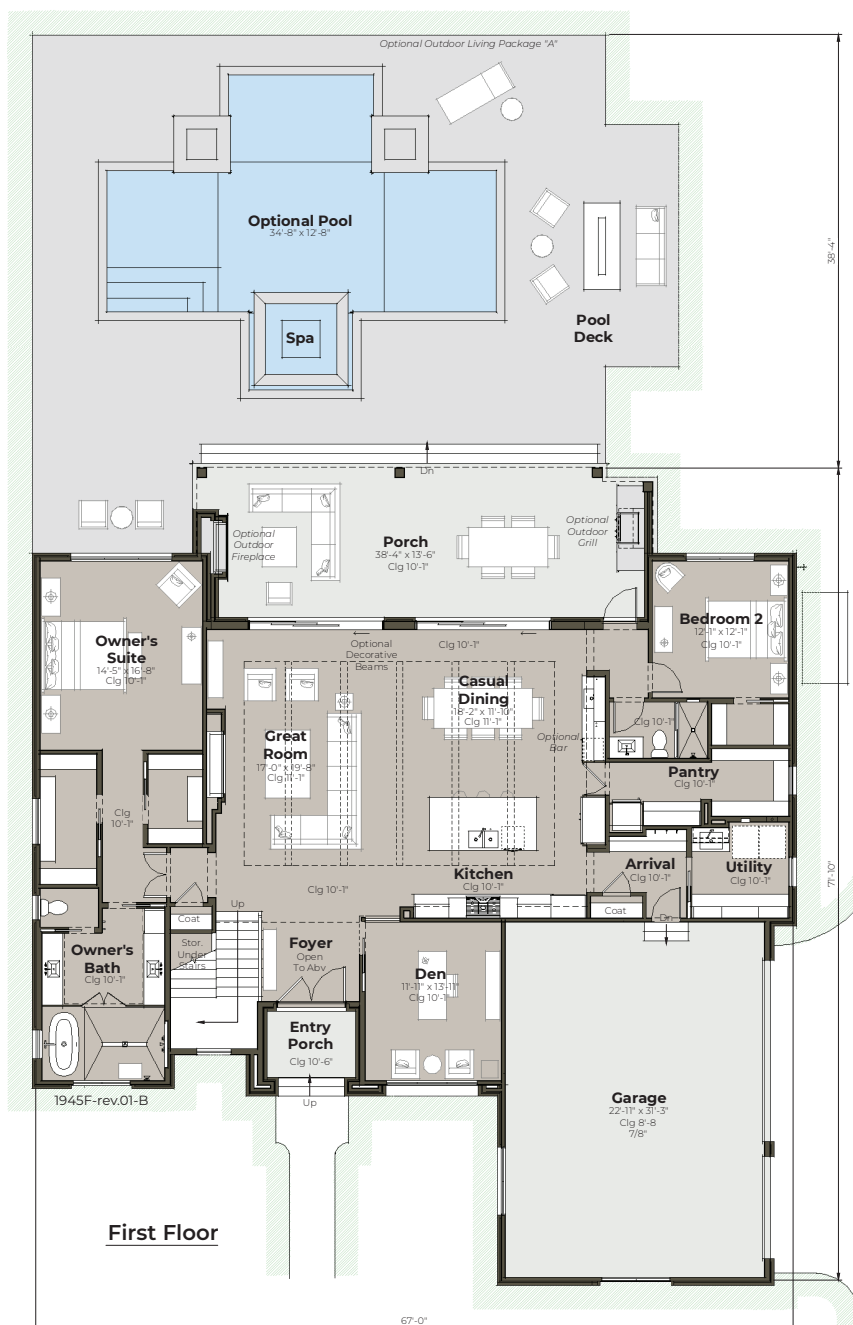 Optional Outdoor Living Package "A"
Optional Pool
34'-8" x 12'-8"
38'-4"
Spa
Pool
Deck
Dn
Optional
Outdoor
Fireplace
Porch
38'-4" x 13'-6"
Clg 10'-1"
Optional
Outdoor
Grill
Owner's
Suite
14'-5" x 16'-8"
Clg 10'-1"
Optional
Decorative
Beams
Clg 10'-1"
Bedroom 2
12'-1" x 12'-1"
Clg 10'-1"
Great
Room
17'-0" x 19'-8"
Clg 11'-1"
Casual
Dining
18'-2" x 11'-10"
Clg 11'-1"
Optional
Bar
Clg 10'-1"
Pantry
Clg 10'-1"
Clg
10'-1"
Kitchen
Clg 10'-1"
Clg 10'-1"
Arrival
Clg 10'-1"
Utility
Clg 10'-1"
71'-10"
Up
Coat
Coat
Dn
Stor.
Under
Stairs
Foyer
Open
To Abv
Den
11'-11" x 13'-11"
Clg 10'-1"
Owner's
Bath
Clg 10'-1"
Entry
Porch
Clg 10'-6"
Up
1945F-rev.01-B
Garage
22'-11" x 31'-3"
Clg 8'-8
7/8"
First Floor
67'-0"